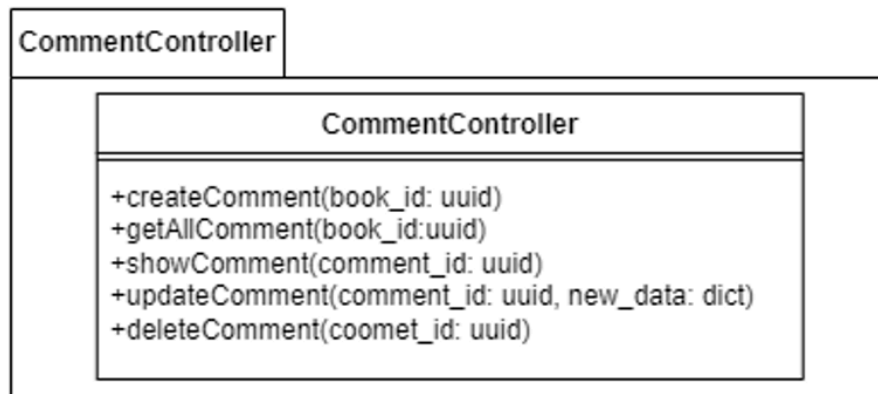 CommentController
CommentController
+createComment(book_id: uuid)
+getAllComment(book_id:uuid)
+showComment(comment_id: uuid)
+updateComment(comment_id: uuid, new_data: dict)
+deleteComment(coomet_id: uuid)